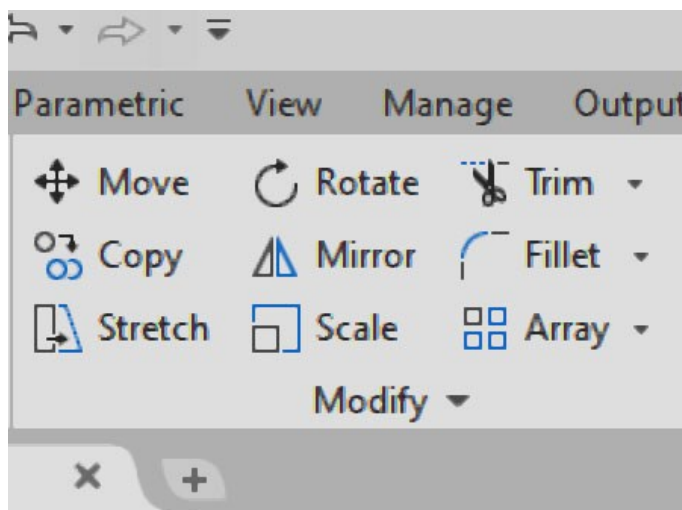 Parametric View Manage Output
Move Rotate Trim
Copy Mirror Fillet
Stretch Scale Array
Modify